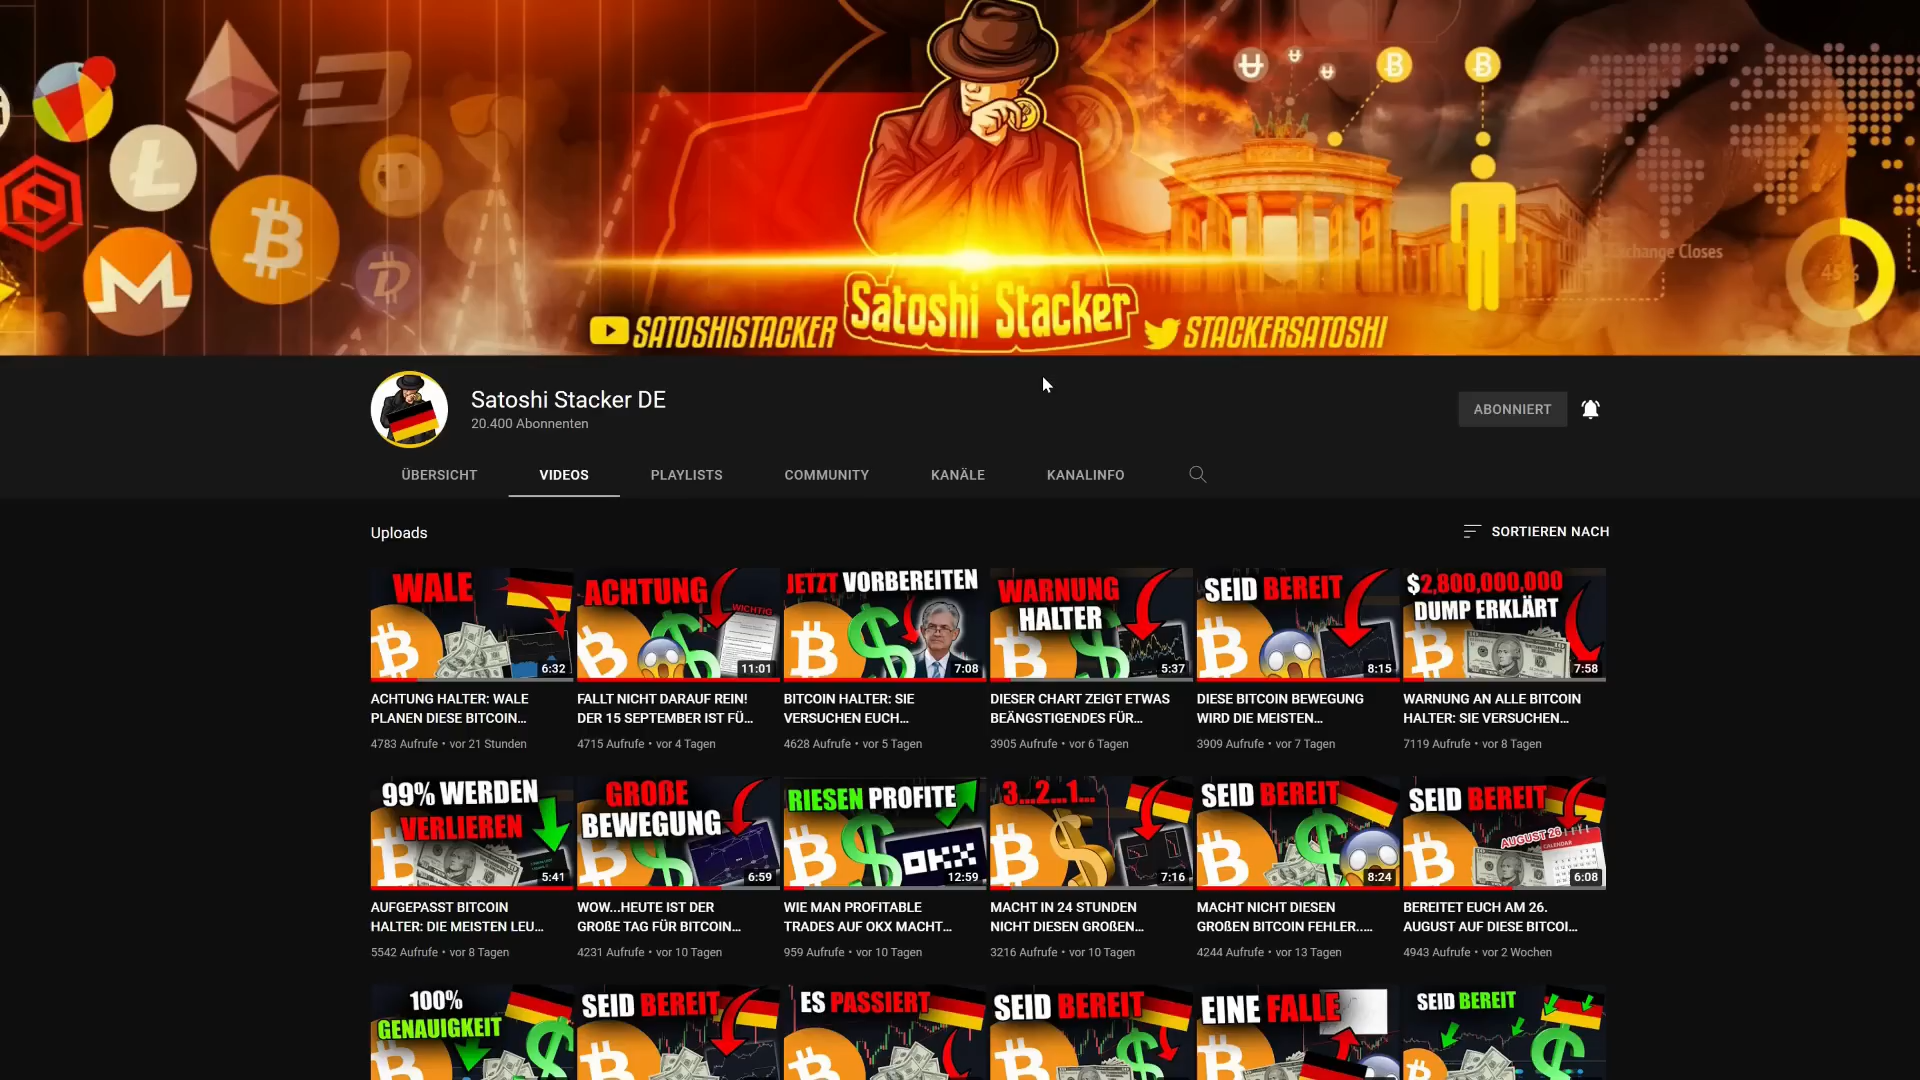 SATOSHISTACKER
Satoshi Stacker
STACKERSATOSHI
Exchange Closes
45%
Satoshi Stacker DE
20.400 Abonnenten
ABONNIERT
ÜBERSICHT
VIDEOS
PLAYLISTS
COMMUNITY
KANÄLE
KANALINFO
Uploads
SORTIEREN NACH
WALE
6:32
ACHTUNG HALTER: WALE
PLANEN DIESE BITCOIN...
4783 Aufrufe • vor 21 Stunden
ACHTUNG
WICHTIG
11:01
FALLT NICHT DARAUF REIN!
DER 15 SEPTEMBER IST FÜ...
4715 Aufrufe • vor 4 Tagen
JETZT VORBEREITEN
7:08
BITCOIN HALTER: SIE
VERSUCHEN EUCH...
4628 Aufrufe • vor 5 Tagen
WARNUNG
HALTER
5:37
DIESER CHART ZEIGT ETWAS
BEÄNGSTIGENDES FÜR...
3905 Aufrufe • vor 6 Tagen
SEID BEREIT
8:15
DIESE BITCOIN BEWEGUNG
WIRD DIE MEISTEN...
3909 Aufrufe • vor 7 Tagen
$2,800,000,000
DUMP ERKLÄRT
7:58
WARNUNG AN ALLE BITCOIN
HALTER: SIE VERSUCHEN...
7119 Aufrufe • vor 8 Tagen
99% WERDEN
VERLIEREN
5:41
AUFGEPASST BITCOIN
HALTER: DIE MEISTEN LEU...
5542 Aufrufe • vor 8 Tagen
GROßE
BEWEGUNG
6:59
WOW...HEUTE IST DER
GROßE TAG FÜR BITCOIN...
4231 Aufrufe • vor 10 Tagen
RIESEN PROFITE
OKX
12:59
WIE MAN PROFITABLE
TRADES AUF OKX MACHT...
959 Aufrufe • vor 10 Tagen
3...2...1...
7:16
MACHT IN 24 STUNDEN
NICHT DIESEN GROßEN...
3216 Aufrufe • vor 10 Tagen
SEID BEREIT
8:24
MACHT NICHT DIESEN
GROßEN BITCOIN FEHLER.…
4244 Aufrufe • vor 13 Tagen
SEID BEREIT
AUGUST 26
CALENDAR
6:08
BEREITET EUCH AM 26.
AUGUST AUF DIESE BITCOI...
4943 Aufrufe • vor 2 Wochen
100%
GENAUIGKEIT
SEID BEREIT
ES PASSIERT
SEID BEREIT
EINE FALLE
SEID BEREIT